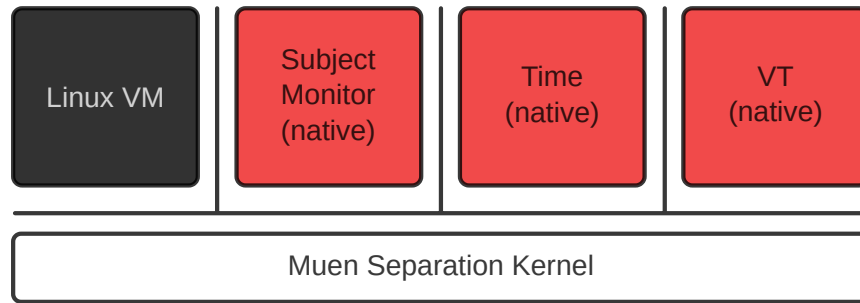 Linux VM
Subject
Monitor
(native)
Time
(native)
VT
(native)
Muen Separation Kernel